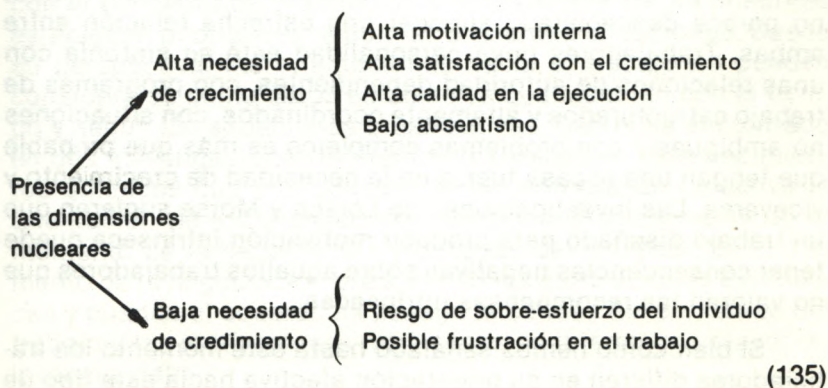 Alta necesidad
de crecimiento
Alta motivación interna
Alta satisfacción con el crecimiento
Alta calidad en la ejecución
Bajo absentismo
Presencia de
las dimensiones
nucleares
Baja necesidad
de credimiento
Riesgo de sobre-esfuerzo del individuo
Posible frustración en el trabajo
(135)